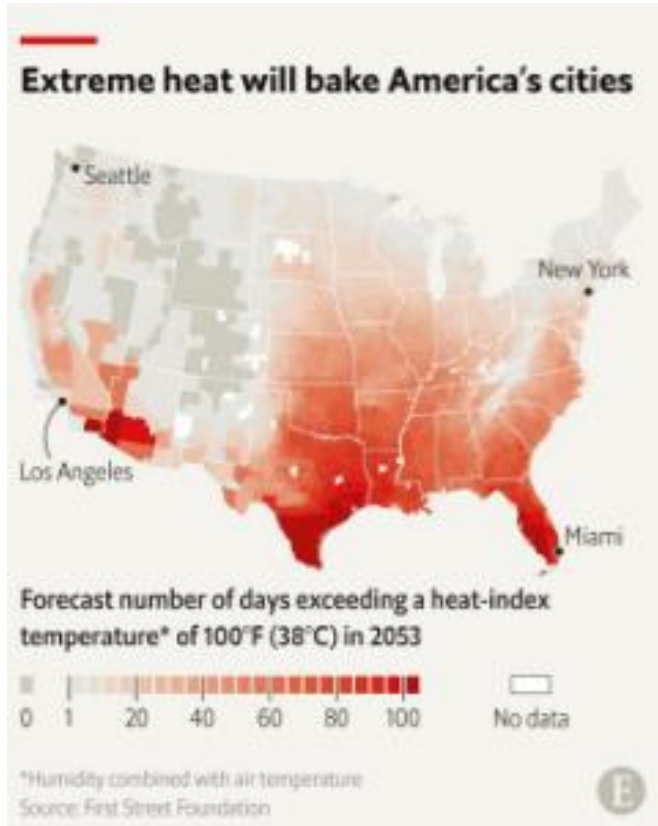 Extreme heat will bake America's cities
Seattle
New York
Los Angeles
Miami
Forecast number of days exceeding a heat-index
temperature* of 100°F (38°C) in 2053
0 1 20 40 60 80 100
No data
*Humidity combined with air temperature
Source: First Street Foundation
E